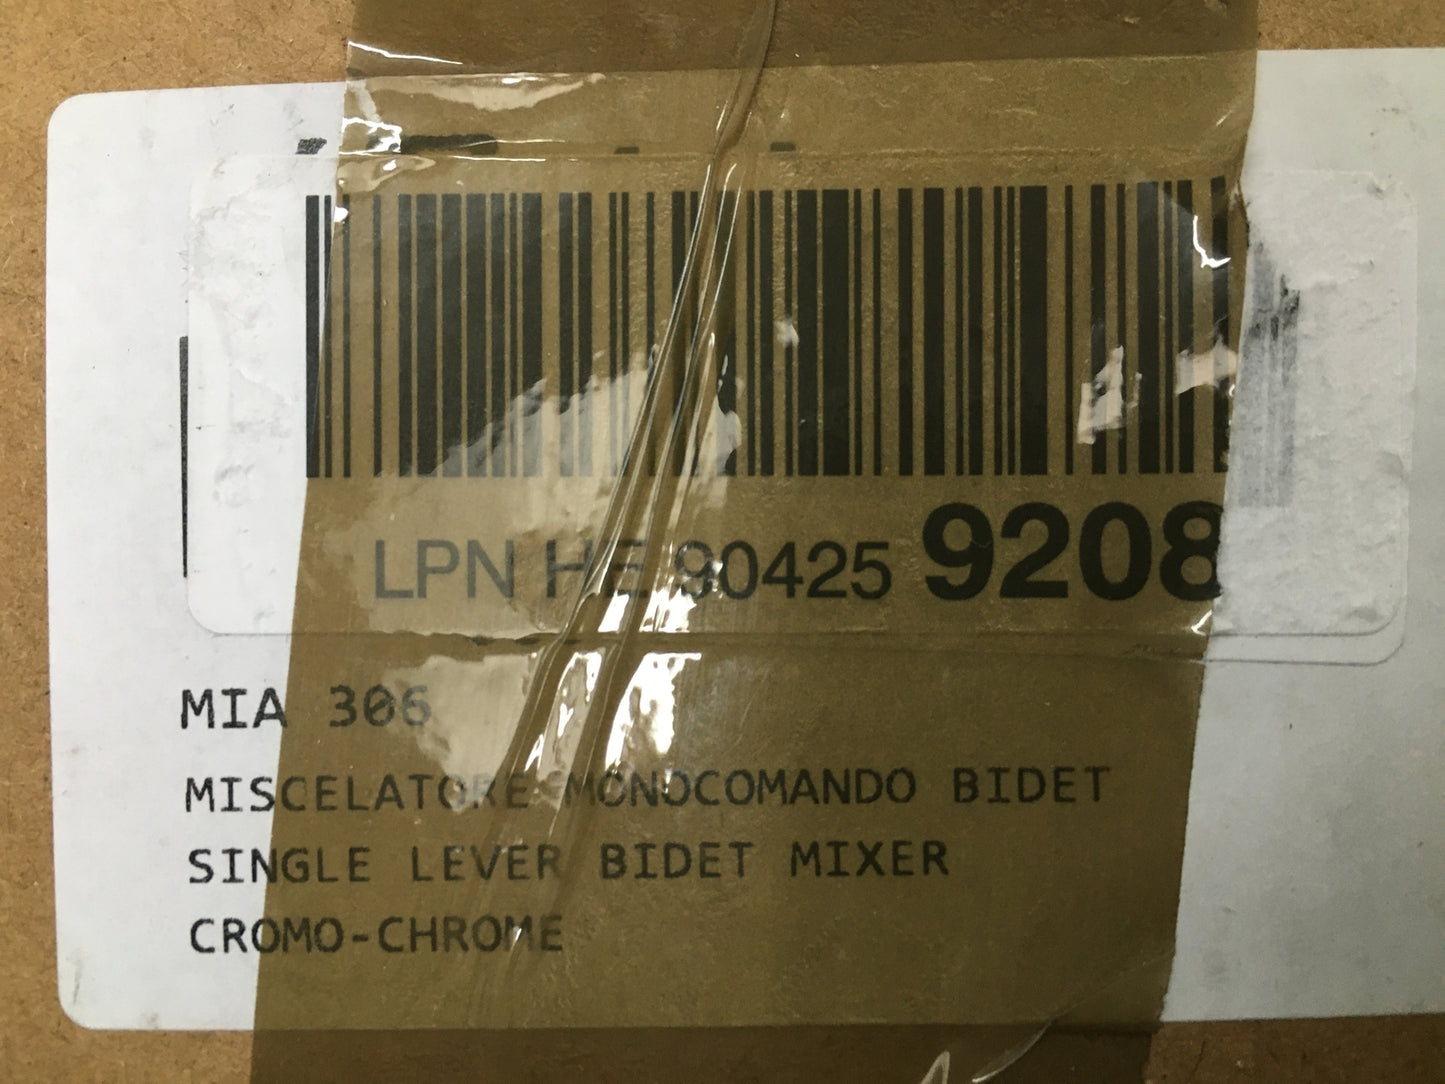 LPN HE 90425 9208
MIA 306
MISCELATORE MONOCOMANDO BIDET
SINGLE LEVER BIDET MIXER
CROMO-CHROME